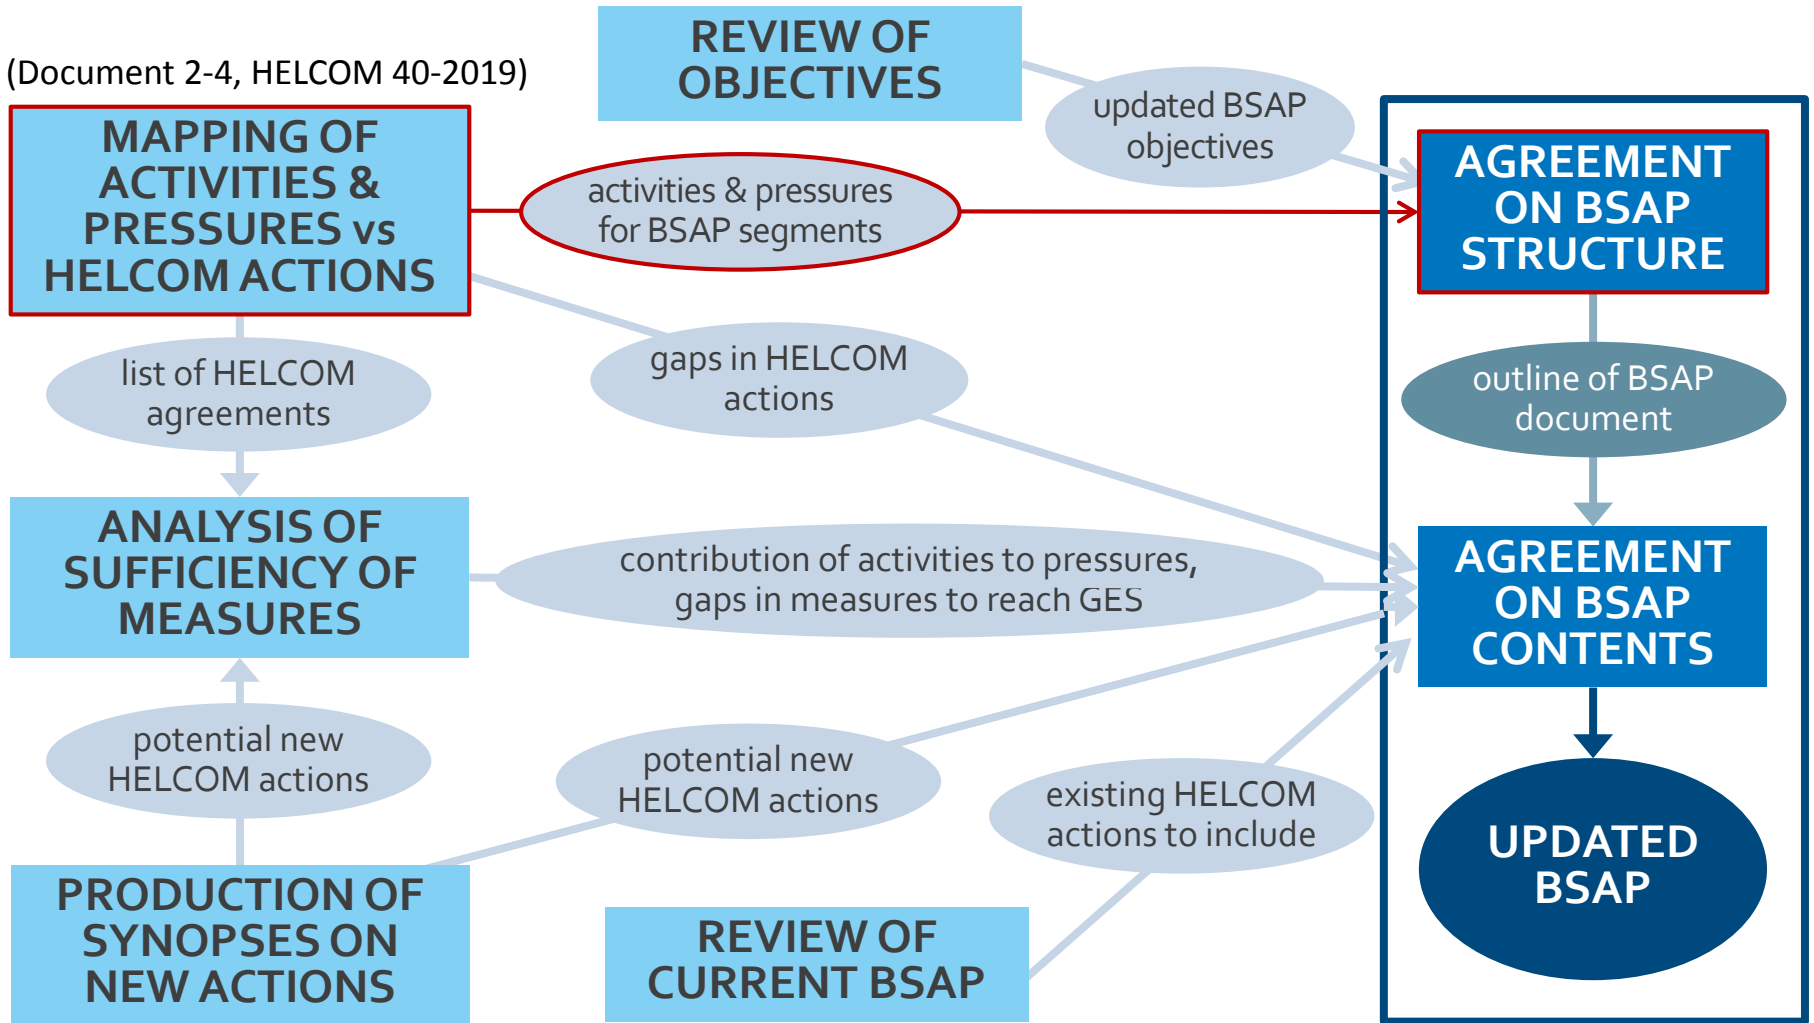 (Document 2-4, HELCOM 40-2019)
REVIEW OF
OBJECTIVES
MAPPING OF
ACTIVITIES &
PRESSURES vs
HELCOM ACTIONS
activities & pressures
for BSAP segments
updated BSAP
objectives
AGREEMENT
ON BSAP
STRUCTURE
list of HELCOM
agreements
gaps in HELCOM
actions
outline of BSAP
document
ANALYSIS OF
SUFFICIENCY OF
MEASURES
contribution of activities to pressures,
gaps in measures to reach GES
AGREEMENT
ON BSAP
CONTENTS
potential new
HELCOM actions
potential new
HELCOM actions
existing HELCOM
actions to include
UPDATED
BSAP
PRODUCTION OF
SYNOPSES ON
NEW ACTIONS
REVIEW OF
CURRENT BSAP